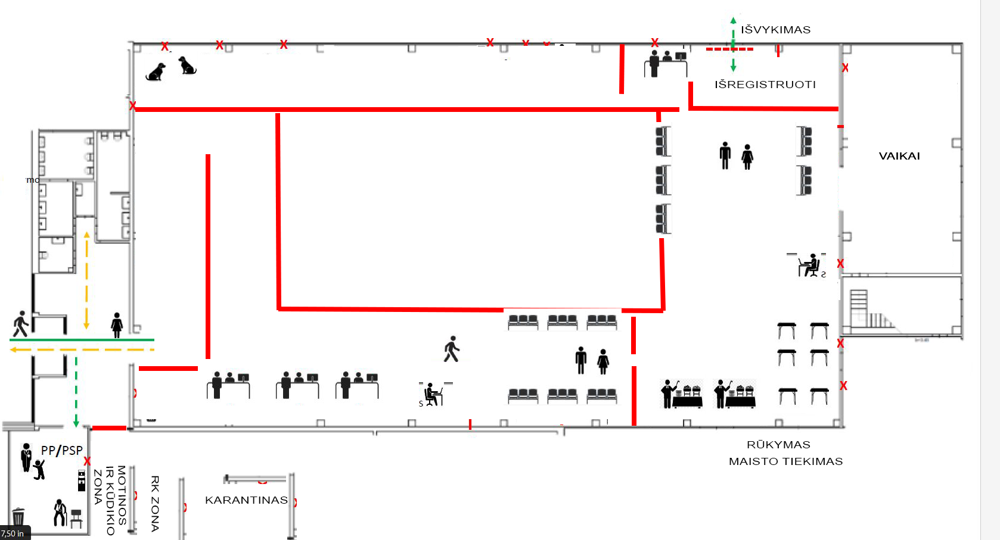 IŠVYKIMAS
IŠREGISTRUOTI
VAIKAI
'mo
S
S
RŪKYMAS
MAISTO TIEKIMAS
PP/PSP
MOTINOS
IR KŪDIKIO
ZONA
RK ZONA
KARANTINAS
7,50 in